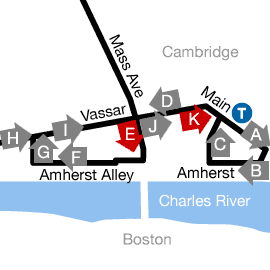 Mass Ave
Cambridge
Main
T
Vassar
D
K
H
I
E
J
A
G
F
C
B
Amherst Alley
Amherst
Charles River
Boston